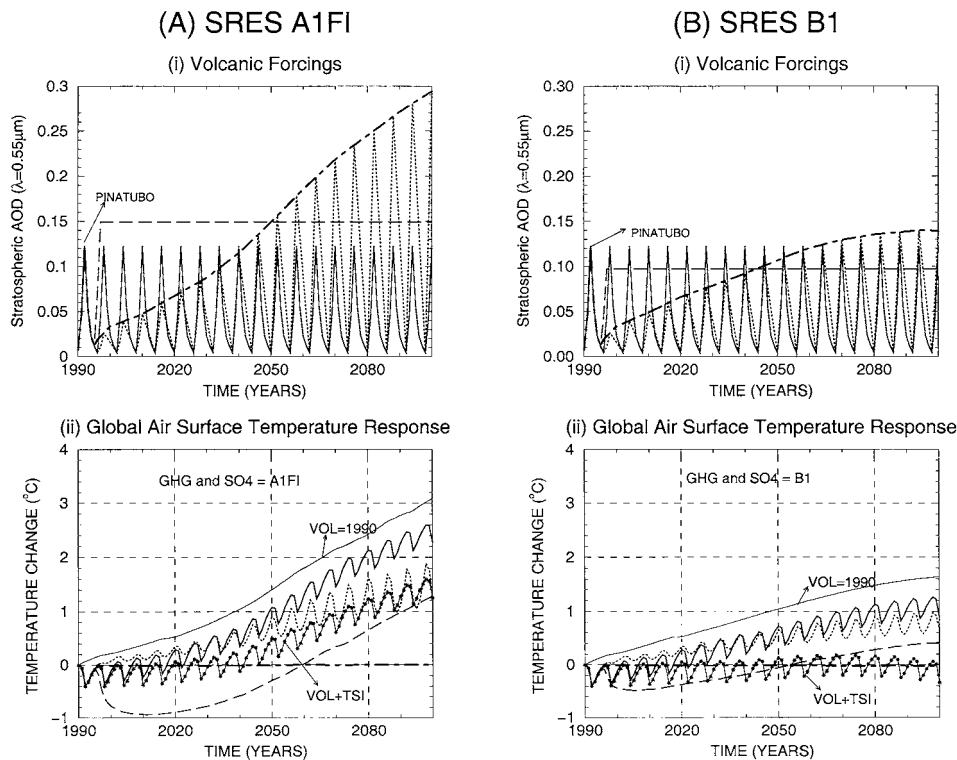 (A) SRES A1FI
(i) Volcanic Forcings
Stratospheric AOD (λ=0.55μm)
0.3
0.25
0.20
0.15
0.1
0.05
0
PINATUBO
1990 2020 2050 2080
TIME (YEARS)
(ii) Global Air Surface Temperature Response
TEMPERATURE CHANGE (°C)
4
3
2
1
0
−1
GHG and SO4 = A1FI
VOL=1990
VOL+TSI
1990 2020 2050 2080
TIME (YEARS)
(B) SRES B1
(i) Volcanic Forcings
Stratospheric AOD (λ=0.55μm)
0.30
0.25
0.20
0.15
0.10
0.05
0.00
PINATUBO
1990 2020 2050 2080
TIME (YEARS)
(ii) Global Air Surface Temperature Response
TEMPERATURE CHANGE (°C)
4
3
2
1
0
−1
GHG and SO4 = B1
VOL=1990
VOL+TSI
1990 2020 2050 2080
TIME (YEARS)